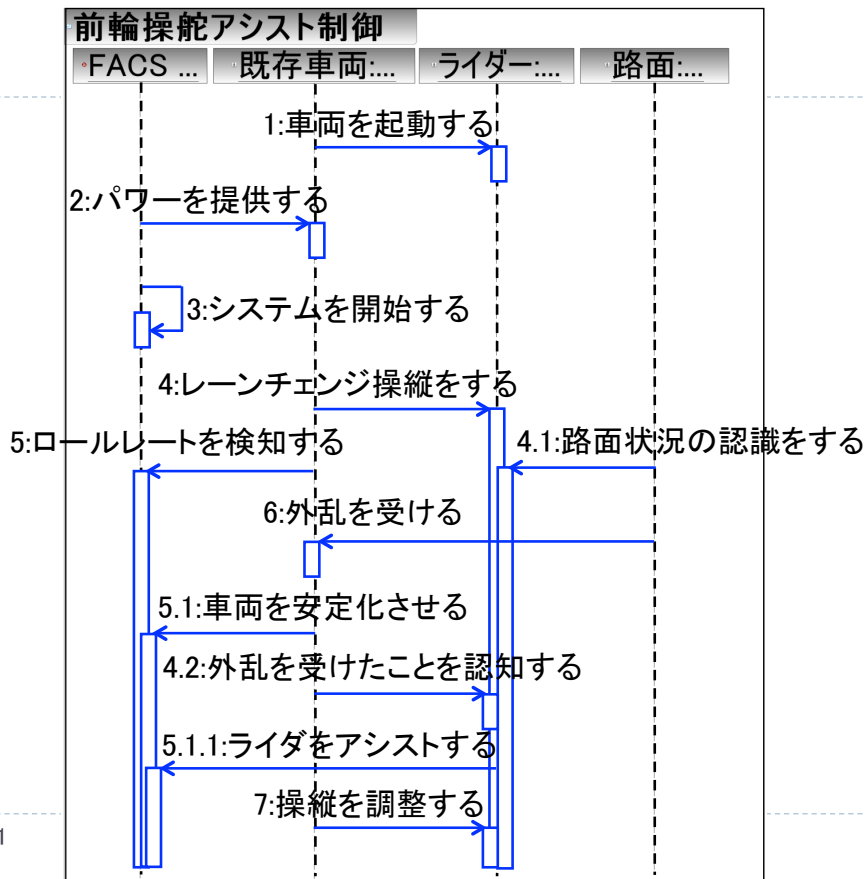 前輪操舵アシスト制御
FACS ...
既存車両:...
ライダー:...
路面:...
1:車両を起動する
2:パワーを提供する
3:システムを開始する
4:レーンチェンジ操縦をする
5:ロールレートを検知する
4.1:路面状況の認識をする
6:外乱を受ける
5.1:車両を安定化させる
4.2:外乱を受けたことを認知する
5.1.1:ライダをアシストする
7:操縦を調整する
1